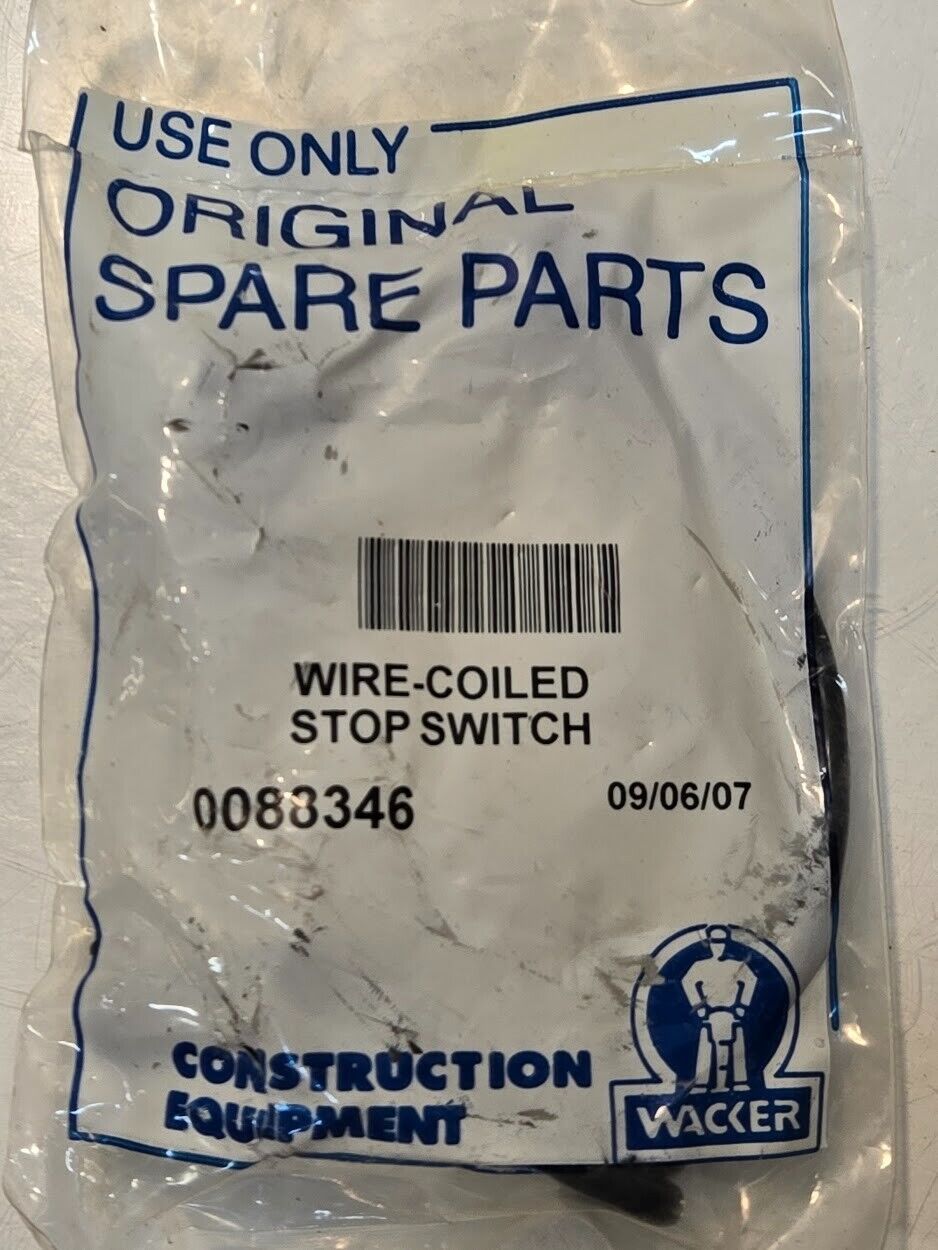 USE ONLY
ORIGINAL
SPARE PARTS
WIRE-COILED
STOP SWITCH
0088346
09/06/07
CONSTRUCTION
EQUIPMENT
WACKER